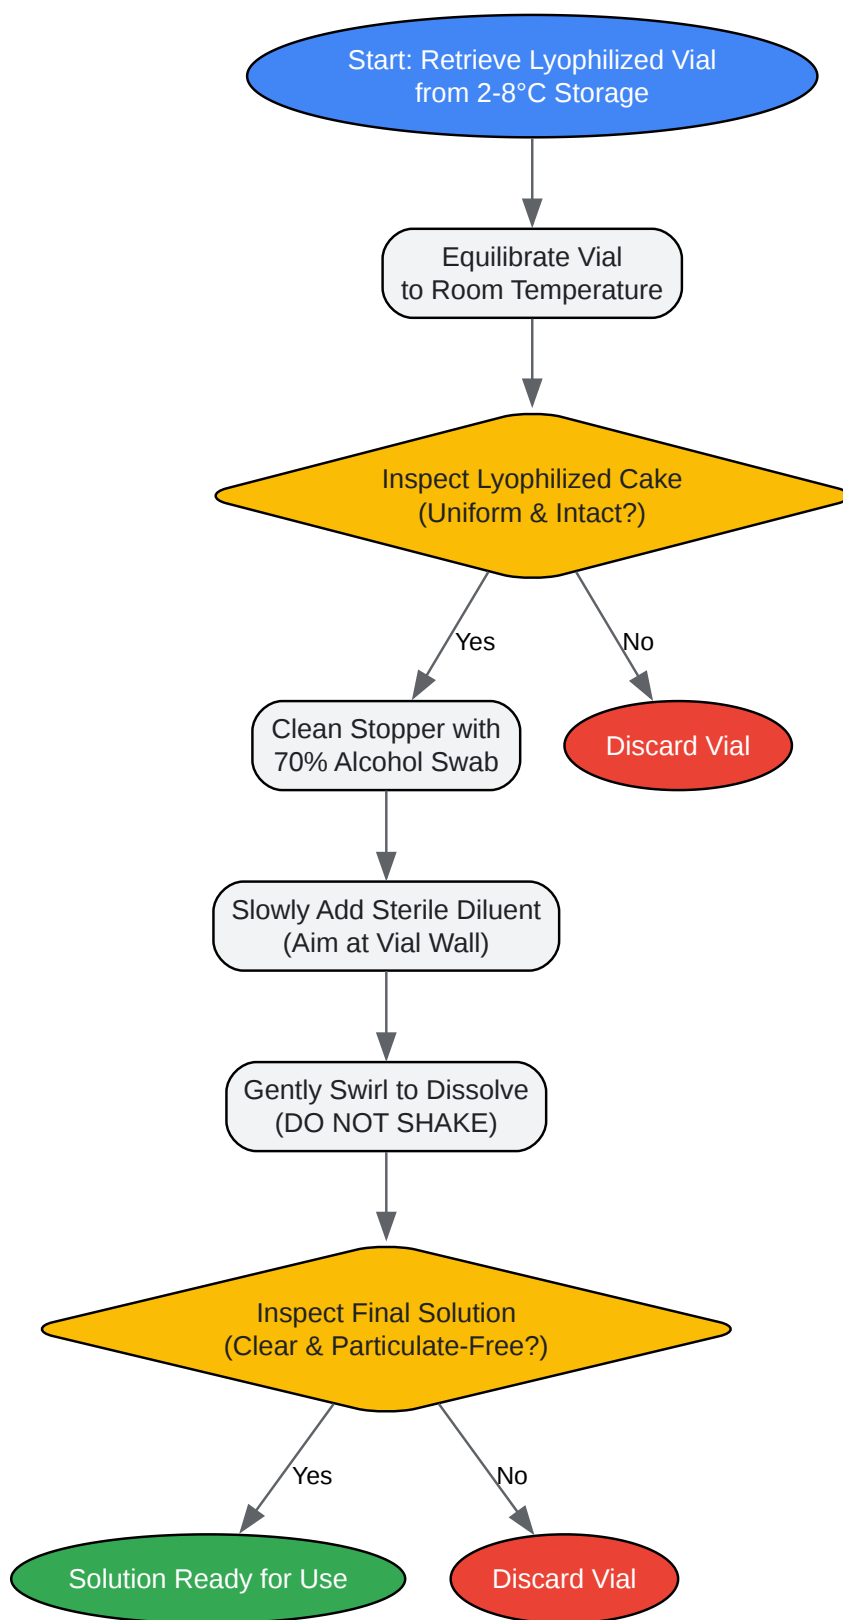 Start: Retrieve Lyophilized Vial
from 2-8°C Storage
Equilibrate Vial
to Room Temperature
Inspect Lyophilized Cake
(Uniform & Intact?)
Yes
No
Clean Stopper with
70% Alcohol Swab
Discard Vial
Slowly Add Sterile Diluent
(Aim at Vial Wall)
Gently Swirl to Dissolve
(DO NOT SHAKE)
Inspect Final Solution
(Clear & Particulate-Free?)
Yes
No
Solution Ready for Use
Discard Vial